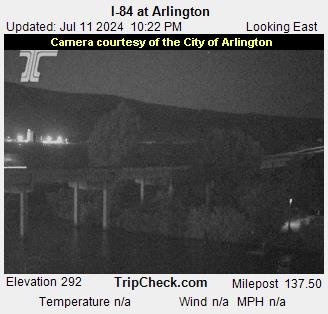 I-84 at Arlington
Updated: Jul 11 2024 10:22 PM Looking East
Camera courtesy of the City of Arlington
Elevation 292 TripCheck.com Milepost 137.50
Temperature n/a Wind n/a MPH n/a